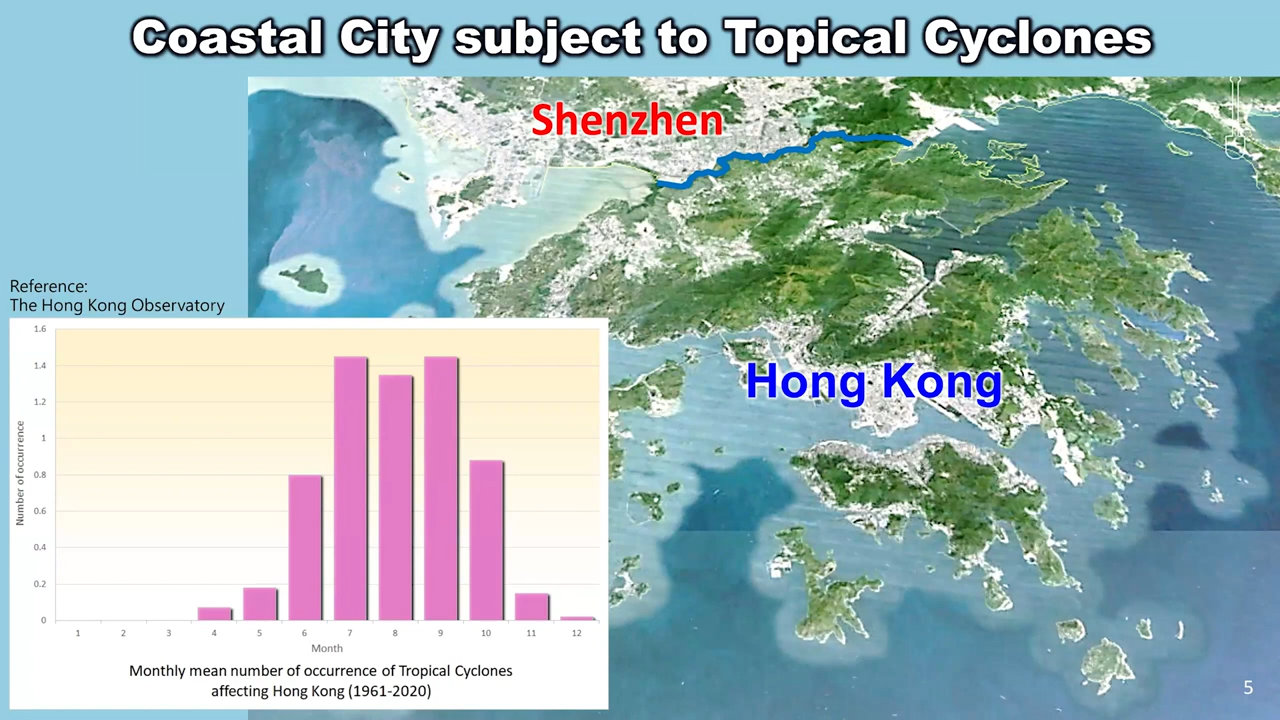 Coastal City subject to Topical Cyclones
Shenzhen
Hong Kong
Reference:
The Hong Kong Observatory
1.6
1.4
1.2
1
0.8
0.6
0.4
0.2
0
Number of occurrence
1 2 3 4 5 6 7 8 9 10 11 12
Month
Monthly mean number of occurrence of Tropical Cyclones
affecting Hong Kong (1961-2020)
5